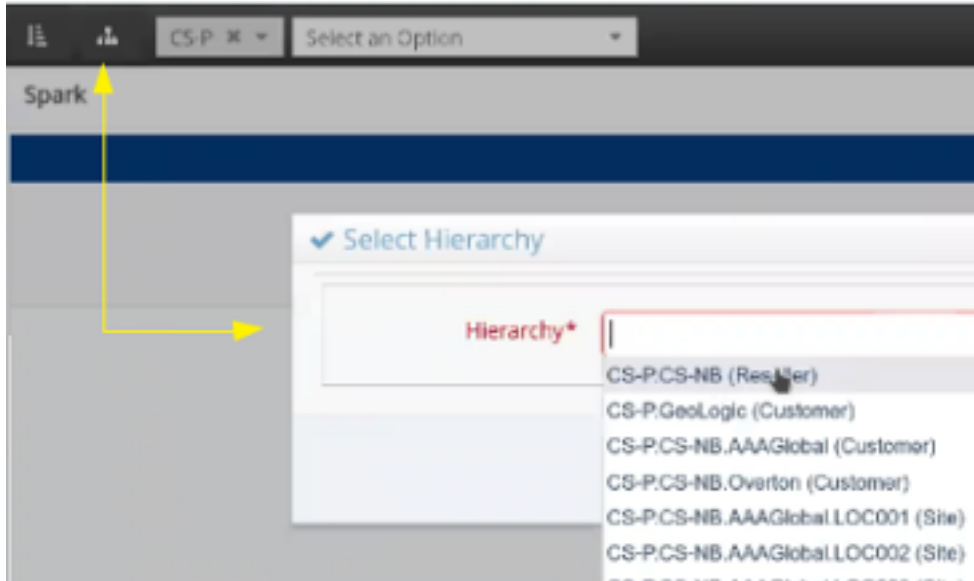 CS-P Select an Option
Spark
Select Hierarchy
Hierarchy*
CS-P.CS-NB (Reseller)
CS-P.GeoLogic (Customer)
CS-P.CS-NB.AAAGlobal (Customer)
CS-P.CS-NB.Overton (Customer)
CS-P.CS-NB.AAAGlobal.LOC001 (Site)
CS-P.CS-NB.AAAGlobal.LOC002 (Site)